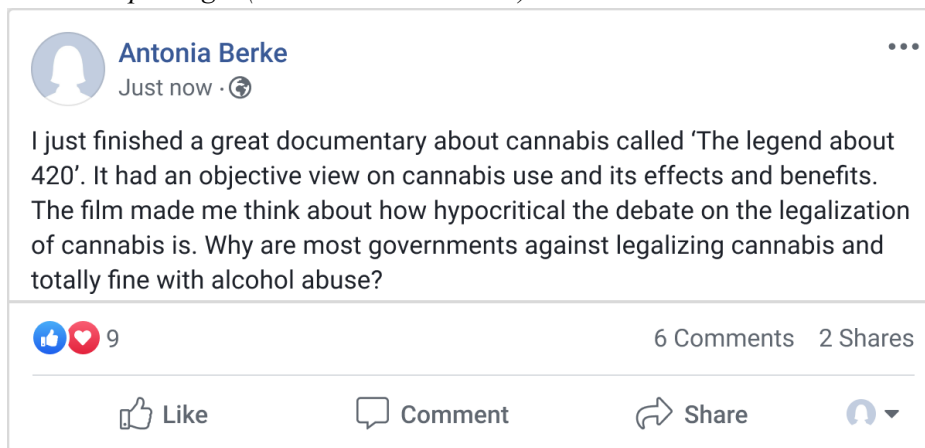 Antonia Berke
Just now ·
I just finished a great documentary about cannabis called ‘The legend about
420’. It had an objective view on cannabis use and its effects and benefits.
The film made me think about how hypocritical the debate on the legalization
of cannabis is. Why are most governments against legalizing cannabis and
totally fine with alcohol abuse?
9 6 Comments 2 Shares
Like Comment Share